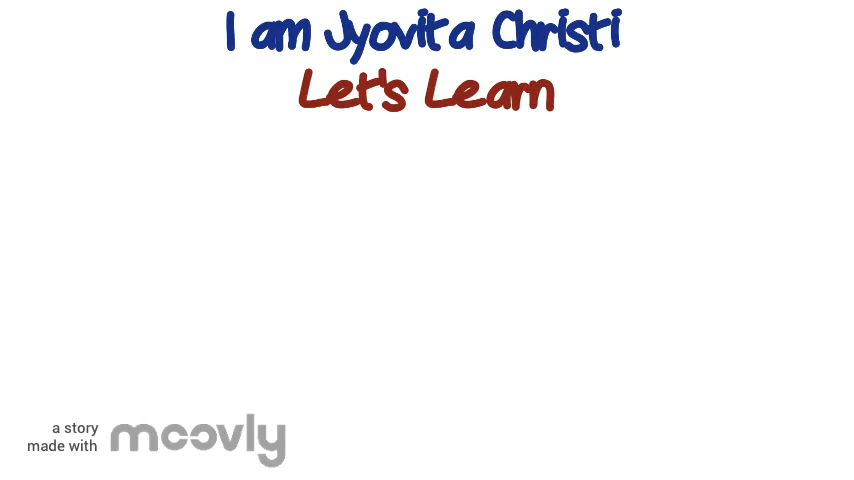 I am Jyovita Christi
Let's Learn
a story
made with
moovly